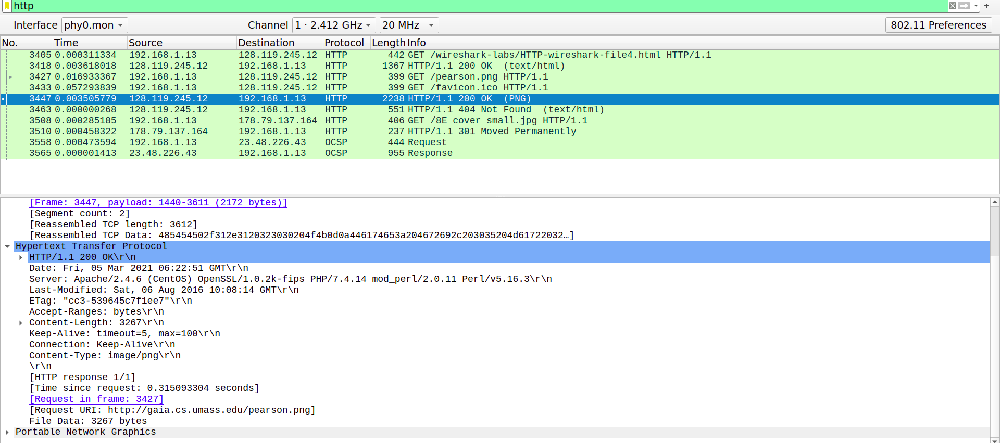 http
Interface phy0.mon Channel 1 · 2.412 GHz 20 MHz 802.11 Preferences
No. Time Source Destination Protocol Length Info
3405 0.000311334 192.168.1.13 128.119.245.12 HTTP 442 GET /wireshark-labs/HTTP-wireshark-file4.html HTTP/1.1
3418 0.003618018 128.119.245.12 192.168.1.13 HTTP 1367 HTTP/1.1 200 OK (text/html)
3427 0.016933367 192.168.1.13 128.119.245.12 HTTP 399 GET /pearson.png HTTP/1.1
3433 0.057293839 192.168.1.13 128.119.245.12 HTTP 399 GET /favicon.ico HTTP/1.1
3447 0.003505779 128.119.245.12 192.168.1.13 HTTP 2238 HTTP/1.1 200 OK (PNG)
3463 0.000000268 128.119.245.12 192.168.1.13 HTTP 551 HTTP/1.1 404 Not Found (text/html)
3508 0.000285185 192.168.1.13 178.79.137.164 HTTP 406 GET /8E_cover_small.jpg HTTP/1.1
3510 0.000458322 178.79.137.164 192.168.1.13 HTTP 237 HTTP/1.1 301 Moved Permanently
3558 0.000473594 192.168.1.13 23.48.226.43 OCSP 444 Request
3565 0.000001413 23.48.226.43 192.168.1.13 OCSP 955 Response
[Frame: 3447, payload: 1440-3611 (2172 bytes)]
[Segment count: 2]
[Reassembled TCP length: 3612]
[Reassembled TCP Data: 485454502f312e3120323030204f4b0d0a446174653a204672692c203035204d61722032…]
Hypertext Transfer Protocol
HTTP/1.1 200 OK\r\n
Date: Fri, 05 Mar 2021 06:22:51 GMT\r\n
Server: Apache/2.4.6 (CentOS) OpenSSL/1.0.2k-fips PHP/7.4.14 mod_perl/2.0.11 Perl/v5.16.3\r\n
Last-Modified: Sat, 06 Aug 2016 10:08:14 GMT\r\n
ETag: "cc3-539645c7f1ee7"\r\n
Accept-Ranges: bytes\r\n
Content-Length: 3267\r\n
Keep-Alive: timeout=5, max=100\r\n
Connection: Keep-Alive\r\n
Content-Type: image/png\r\n
\r\n
[HTTP response 1/1]
[Time since request: 0.315093304 seconds]
[Request in frame: 3427]
[Request URI: http://gaia.cs.umass.edu/pearson.png]
File Data: 3267 bytes
Portable Network Graphics